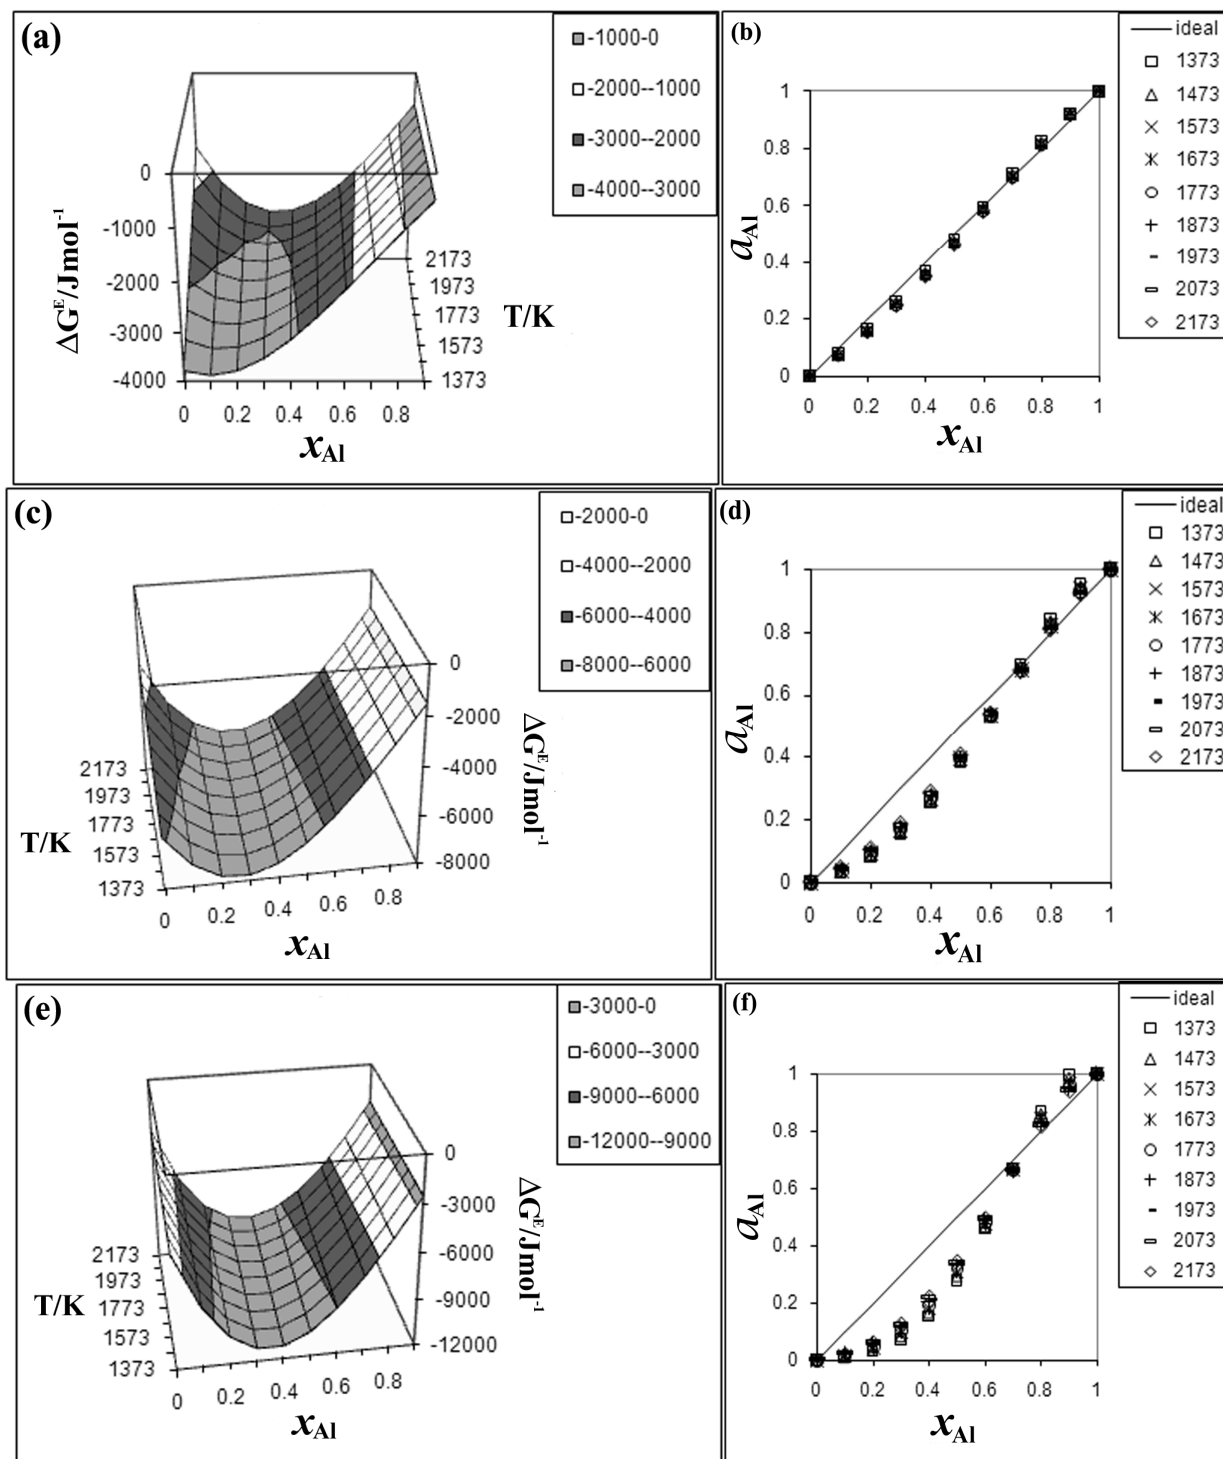 (a)
-1000-0
-2000--1000
-3000--2000
-4000--3000
0
-1000
-2000
-3000
-4000
ΔG^E/Jmol^-1
2173
1973
1773
1573
1373
T/K
0 0.2 0.4 0.6 0.8
x_Al
(b)
ideal
1373
1473
1573
1673
1773
1873
1973
2073
2173
1
0.8
0.6
0.4
0.2
0
a_Al
0 0.2 0.4 0.6 0.8 1
x_Al
(c)
-2000-0
-4000--2000
-6000--4000
-8000--6000
0
-2000
-4000
-6000
-8000
ΔG^E/Jmol^-1
2173
1973
1773
1573
1373
T/K
0 0.2 0.4 0.6 0.8
x_Al
(d)
ideal
1373
1473
1573
1673
1773
1873
1973
2073
2173
1
0.8
0.6
0.4
0.2
0
a_Al
0 0.2 0.4 0.6 0.8 1
x_Al
(e)
-3000-0
-6000--3000
-9000--6000
-12000--9000
0
-3000
-6000
-9000
-12000
ΔG^E/Jmol^-1
2173
1973
1773
1573
1373
T/K
0 0.2 0.4 0.6 0.8
x_Al
(f)
ideal
1373
1473
1573
1673
1773
1873
1973
2073
2173
1
0.8
0.6
0.4
0.2
0
a_Al
0 0.2 0.4 0.6 0.8 1
x_Al